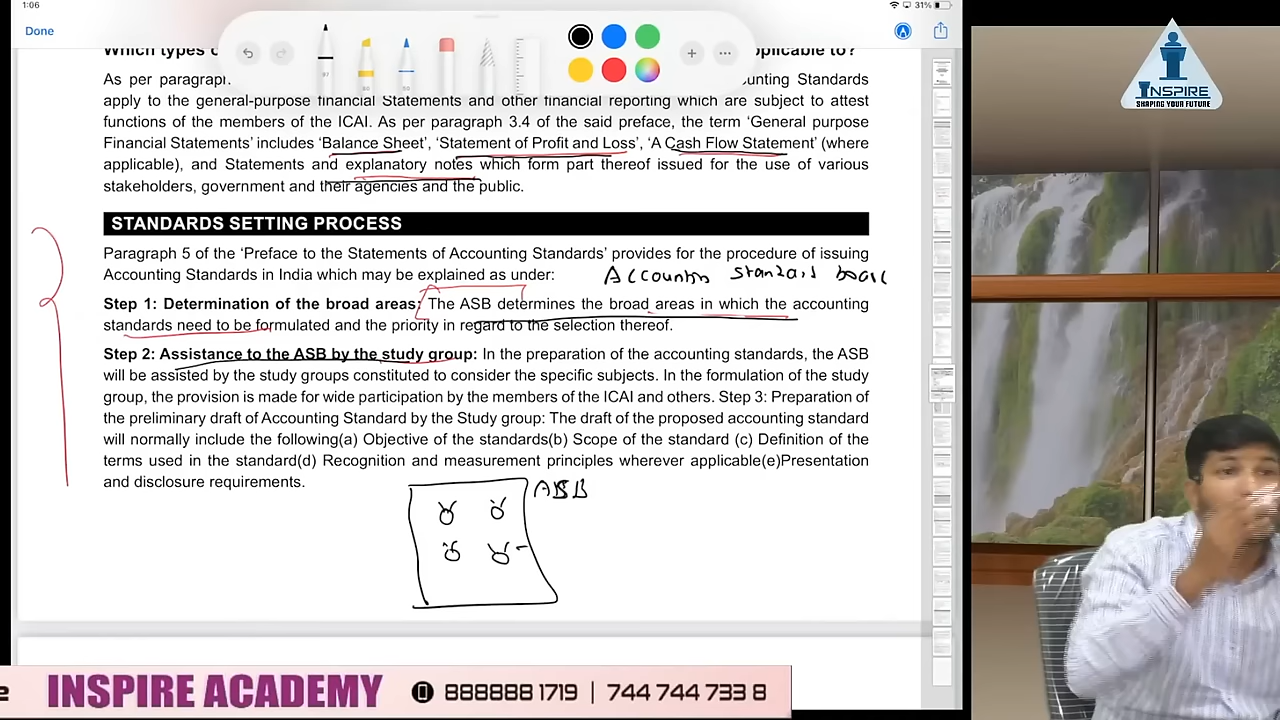 1:06
31%
Done
Which types o
plicable to?
As per paragrap
unting Standards
apply to the general-purpose financial Statements and other financial reporting which are subject to attest
functions of the members of the ICAI. As per paragraph 3.4 of the said preface, the term 'General purpose
Financial Statements' includes 'Balance Sheet', 'Statement of Profit and Loss', 'A Cash Flow Statement' (where
applicable), and Statements and explanatory notes which form part thereof issued for the use of various
stakeholders, government and their agencies and the public.
STANDARDS SETTING PROCESS
Paragraph 5 of the 'Preface to the Statements of Accounting Standards' provides for the procedure of issuing
Accounting Standards in India which may be explained as under:
Step 1: Determination of the broad areas: The ASB determines the broad areas in which the accounting
standards need to be formulated and the priority in regard to the selection thereof.
Step 2: Assistance to the ASB by the study group: In the preparation of the accounting standards, the ASB
will be assisted by the study groups constituted to consider the specific subjects. In the formulation of the study
group, the provision is made for wide participation by the members of the ICAI and others. Step 3: Preparation of
the preliminary draft of Accounting Standard by the Study group: The draft of the proposed accounting standard
will normally include the following(a) Objective of the standards(b) Scope of the standard (c) Definition of the
terms used in the standard(d) Recognition and measurement principles wherever applicable(e)Presentation
and disclosure requirements.
ASB
INSPIRE
SHAPING YOUR FUTURE
e INSPIRE ACADEMY 888888 1719 | 744 744 733 8